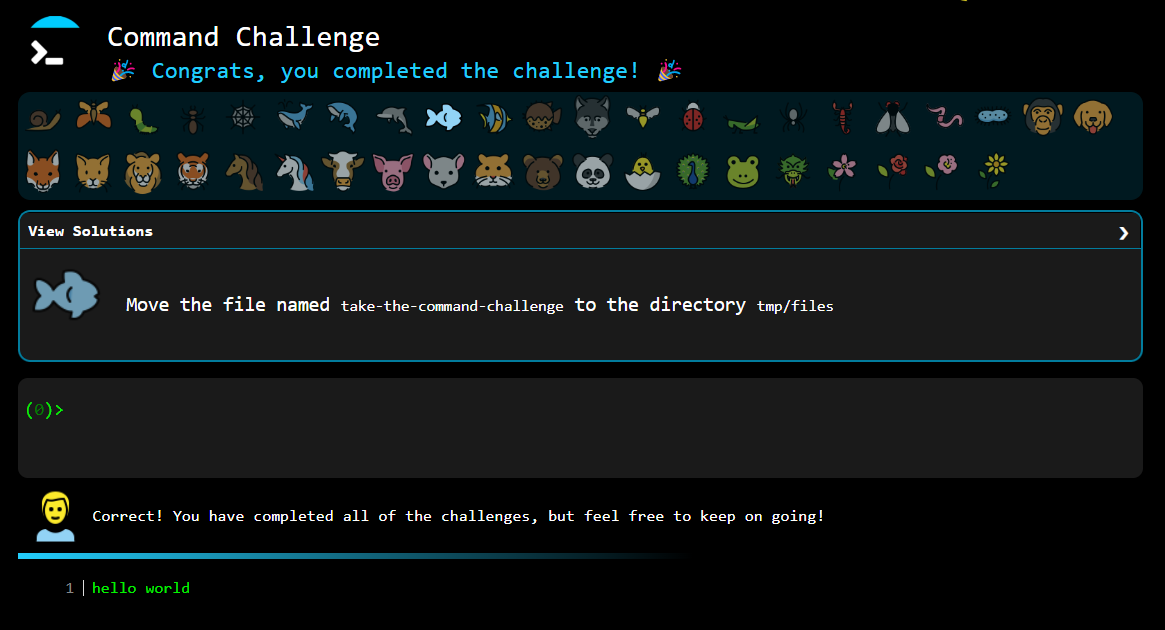 Command Challenge
🎉 Congrats, you completed the challenge! 🎉
View Solutions ❯
Move the file named take-the-command-challenge to the directory tmp/files
(0)>
Correct! You have completed all of the challenges, but feel free to keep on going!
1 | hello world